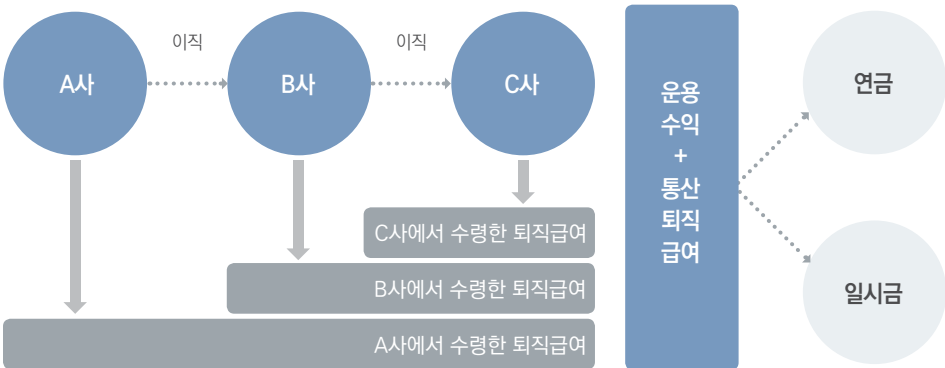 이직
이직
A사
B사
C사
C사에서 수령한 퇴직급여
B사에서 수령한 퇴직급여
A사에서 수령한 퇴직급여
운용
수익
+
통산
퇴직
급여
연금
일시금